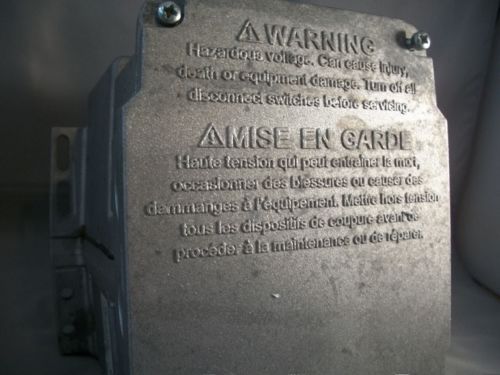 ⚠WARNING
Hazardous voltage. Can cause injury,
death or equipment damage. Turn off all
disconnect switches before servicing.
⚠MISE EN GARDE
Haute tension qui peut entraîner la mort,
occasionner des blessures ou causer des
dammanges à l'équipement. Mettre hors tension
tous les dispositifs de coupure avant de
procéder à la maintenance ou de réparer.